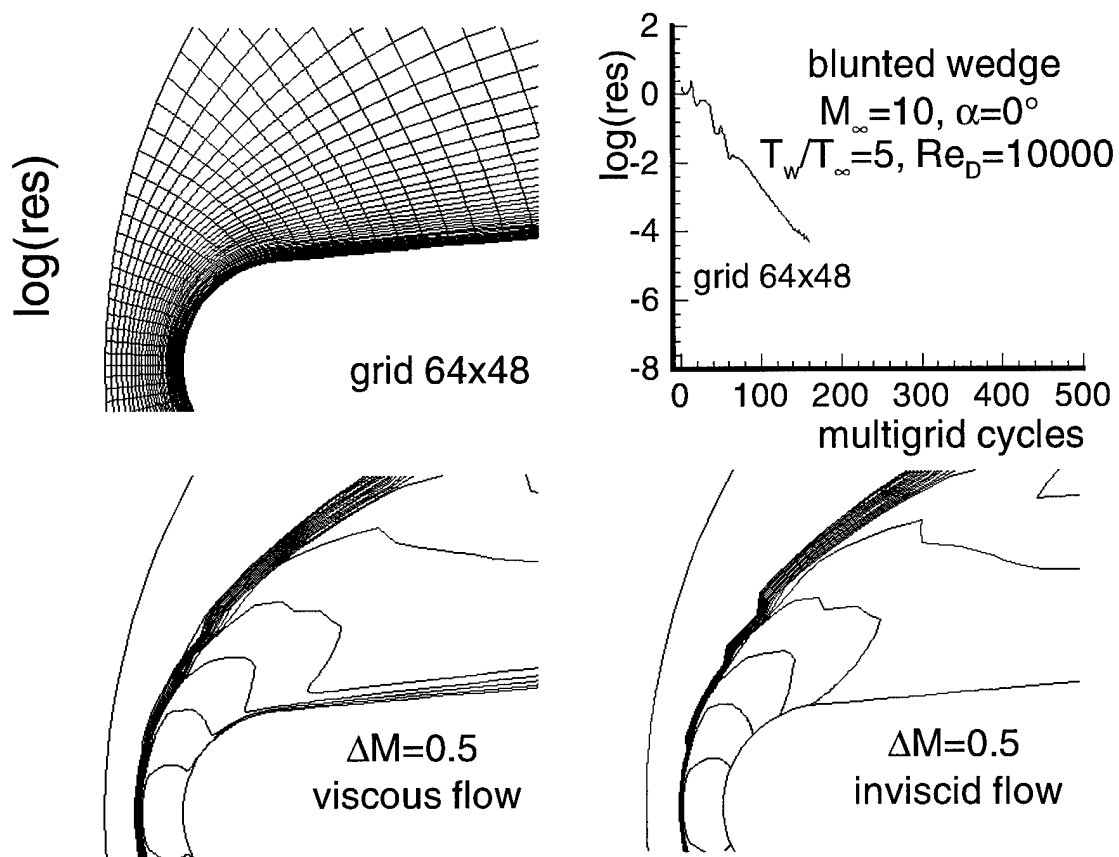 log(res)
grid 64x48
log(res)
2
0
-2
-4
-6
-8
blunted wedge
M∞=10, α=0°
Tw/T∞=5, ReD=10000
grid 64x48
0 100 200 300 400 500
multigrid cycles
ΔM=0.5
viscous flow
ΔM=0.5
inviscid flow